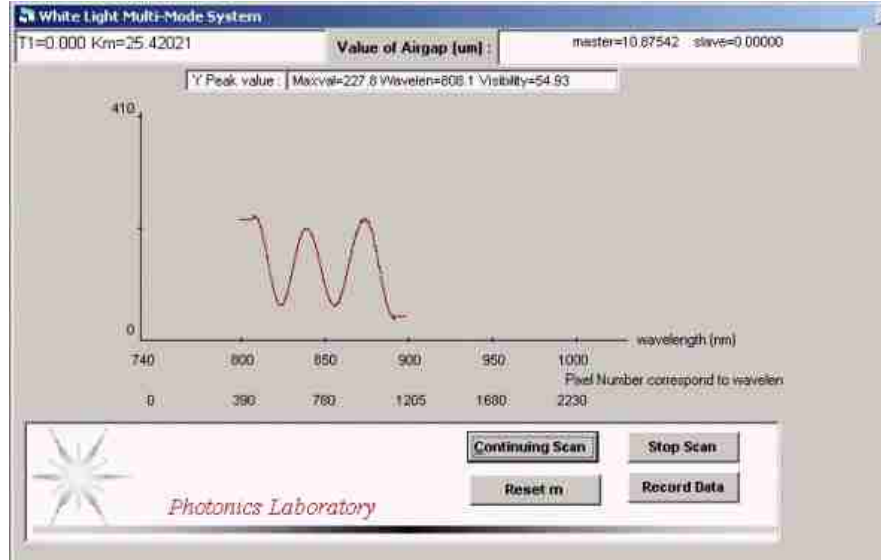 White Light Multi-Mode System
T1=0.000 Km=25.42021 Value of Airgap [um] : master=10.87542 slave=0.00000
Y Peak value : Maxval=227.8 Wavelen=808.1 Visibility=54.93
410
0
wavelength (nm)
740 800 850 900 950 1000
Pixel Number correspond to wavelen
0 390 780 1205 1680 2230
Continuing Scan Stop Scan
Reset m Record Data
Photonics Laboratory